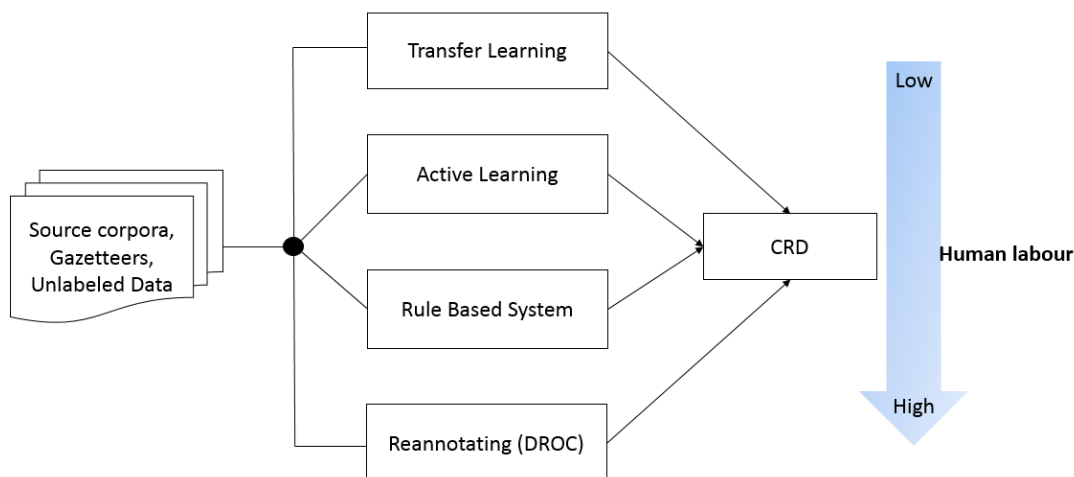 Source corpora,
Gazetteers,
Unlabeled Data
Transfer Learning
Active Learning
Rule Based System
Reannotating (DROC)
CRD
Low
Human labour
High